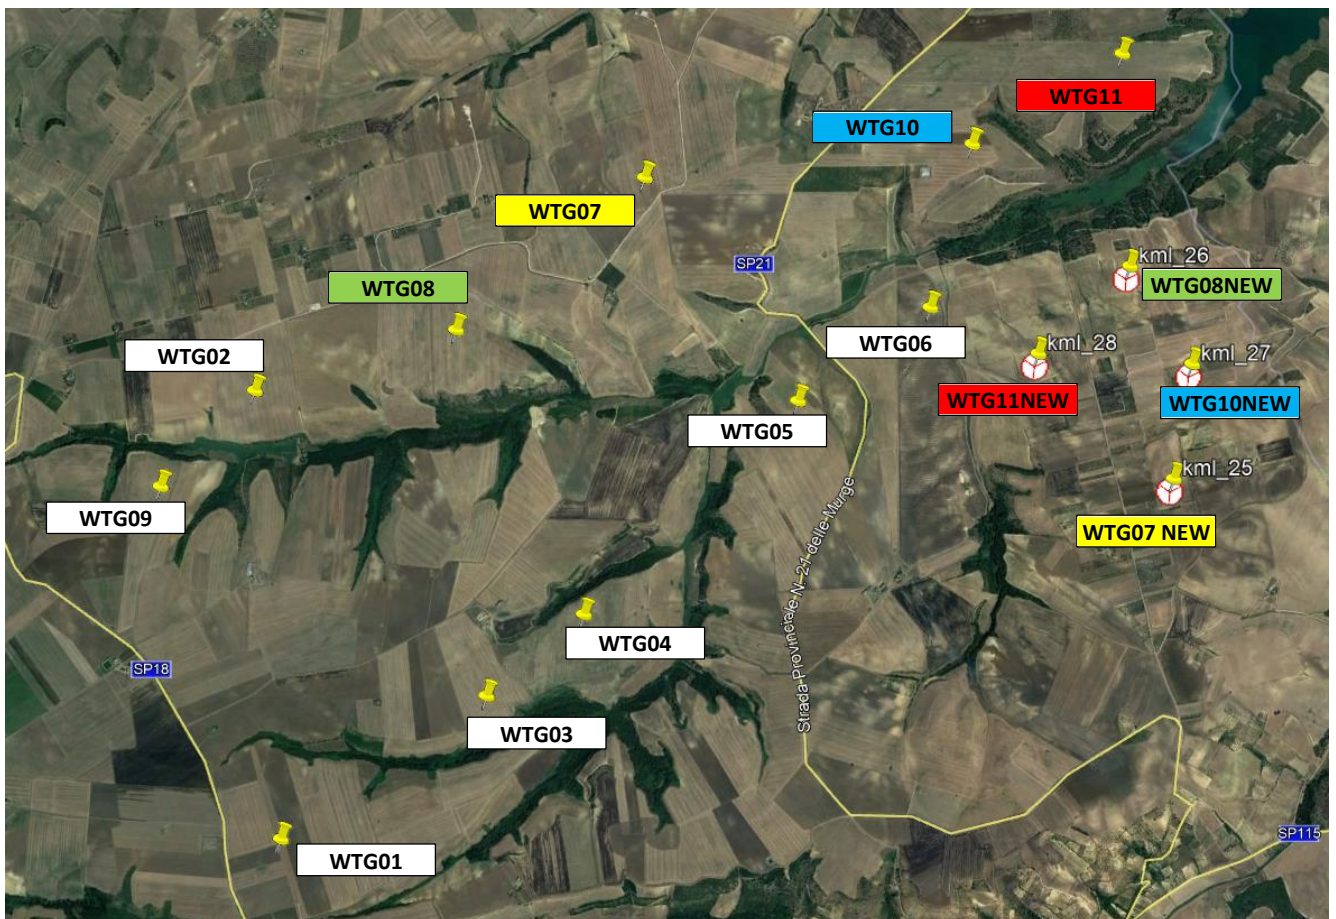 WTG11
WTG10
WTG07
SP21
kml_26
WTG08NEW
WTG08
WTG06
WTG02
kml_28
kml_27
WTG11NEW
WTG10NEW
WTG05
kml_25
WTG09
WTG07 NEW
Strada Provinciale N. 21 delle Murge
WTG04
SP18
WTG03
SP115
WTG01